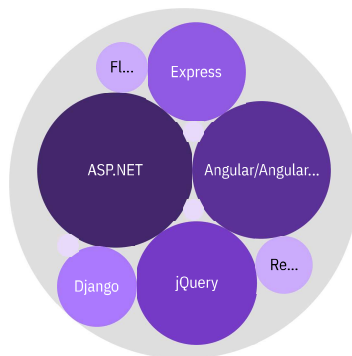 Fl...
Express
ASP.NET
Angular/Angular...
Re...
Django
jQuery